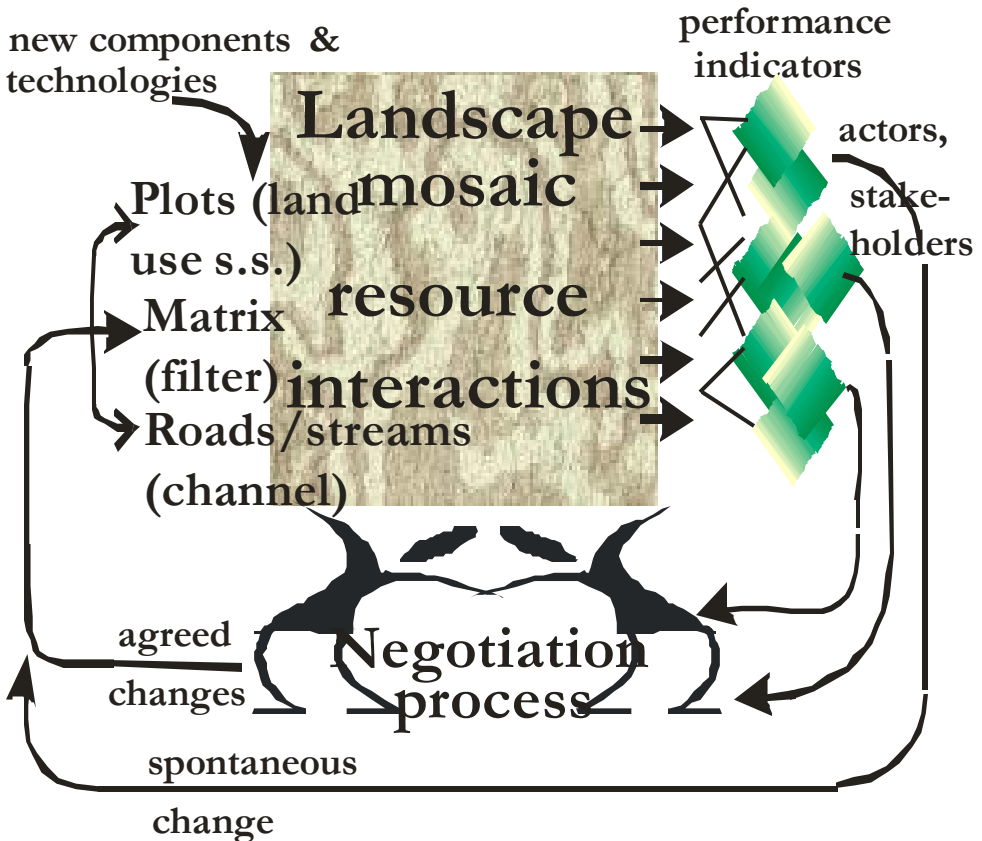 new components &
technologies
performance
indicators
Landscape
mosaic
resource
interactions
Plots (land
use s.s.)
Matrix
(filter)
Roads/streams
(channel)
actors,
stake-
holders
Negotiation
process
agreed
changes
spontaneous
change